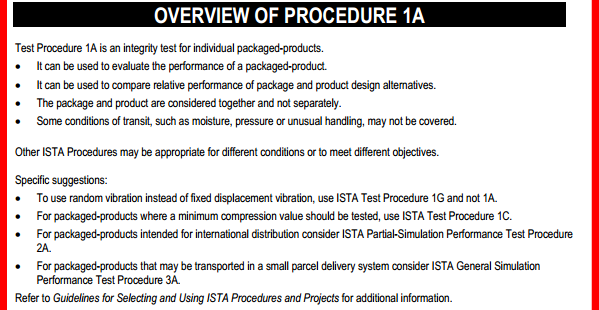 OVERVIEW OF PROCEDURE 1A
Test Procedure 1A is an integrity test for individual packaged-products.
• It can be used to evaluate the performance of a packaged-product.
• It can be used to compare relative performance of package and product design alternatives.
• The package and product are considered together and not separately.
• Some conditions of transit, such as moisture, pressure or unusual handling, may not be covered.
Other ISTA Procedures may be appropriate for different conditions or to meet different objectives.
Specific suggestions:
• To use random vibration instead of fixed displacement vibration, use ISTA Test Procedure 1G and not 1A.
• For packaged-products where a minimum compression value should be tested, use ISTA Test Procedure 1C.
• For packaged-products intended for international distribution consider ISTA Partial-Simulation Performance Test Procedure
2A.
• For packaged-products that may be transported in a small parcel delivery system consider ISTA General Simulation
Performance Test Procedure 3A.
Refer to Guidelines for Selecting and Using ISTA Procedures and Projects for additional information.